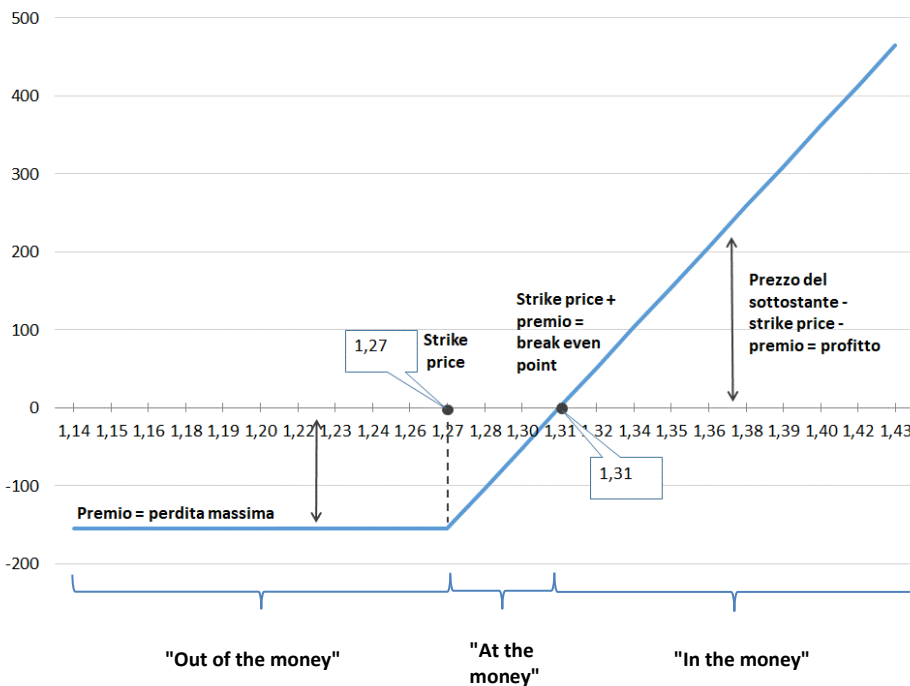 500
400
300
200
100
0
-100
-200
Prezzo del
sottostante -
strike price -
premio = profitto
Strike price +
premio =
break even
point
1,27
Strike
price
1,14 1,15 1,16 1,18 1,19 1,20 1,22 1,23 1,24 1,26 1,27 1,28 1,30 1,31 1,32 1,34 1,35 1,36 1,38 1,39 1,40 1,42 1,43
1,31
Premio = perdita massima
"Out of the money"
"At the
money"
"In the money"